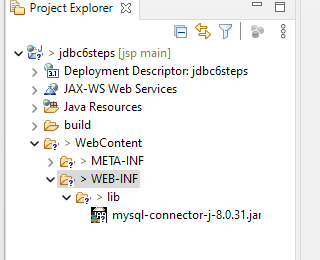 Project Explorer
> jdbc6steps [jsp main]
Deployment Descriptor: jdbc6steps
JAX-WS Web Services
Java Resources
build
> WebContent
> META-INF
> WEB-INF
> lib
mysql-connector-j-8.0.31.jar